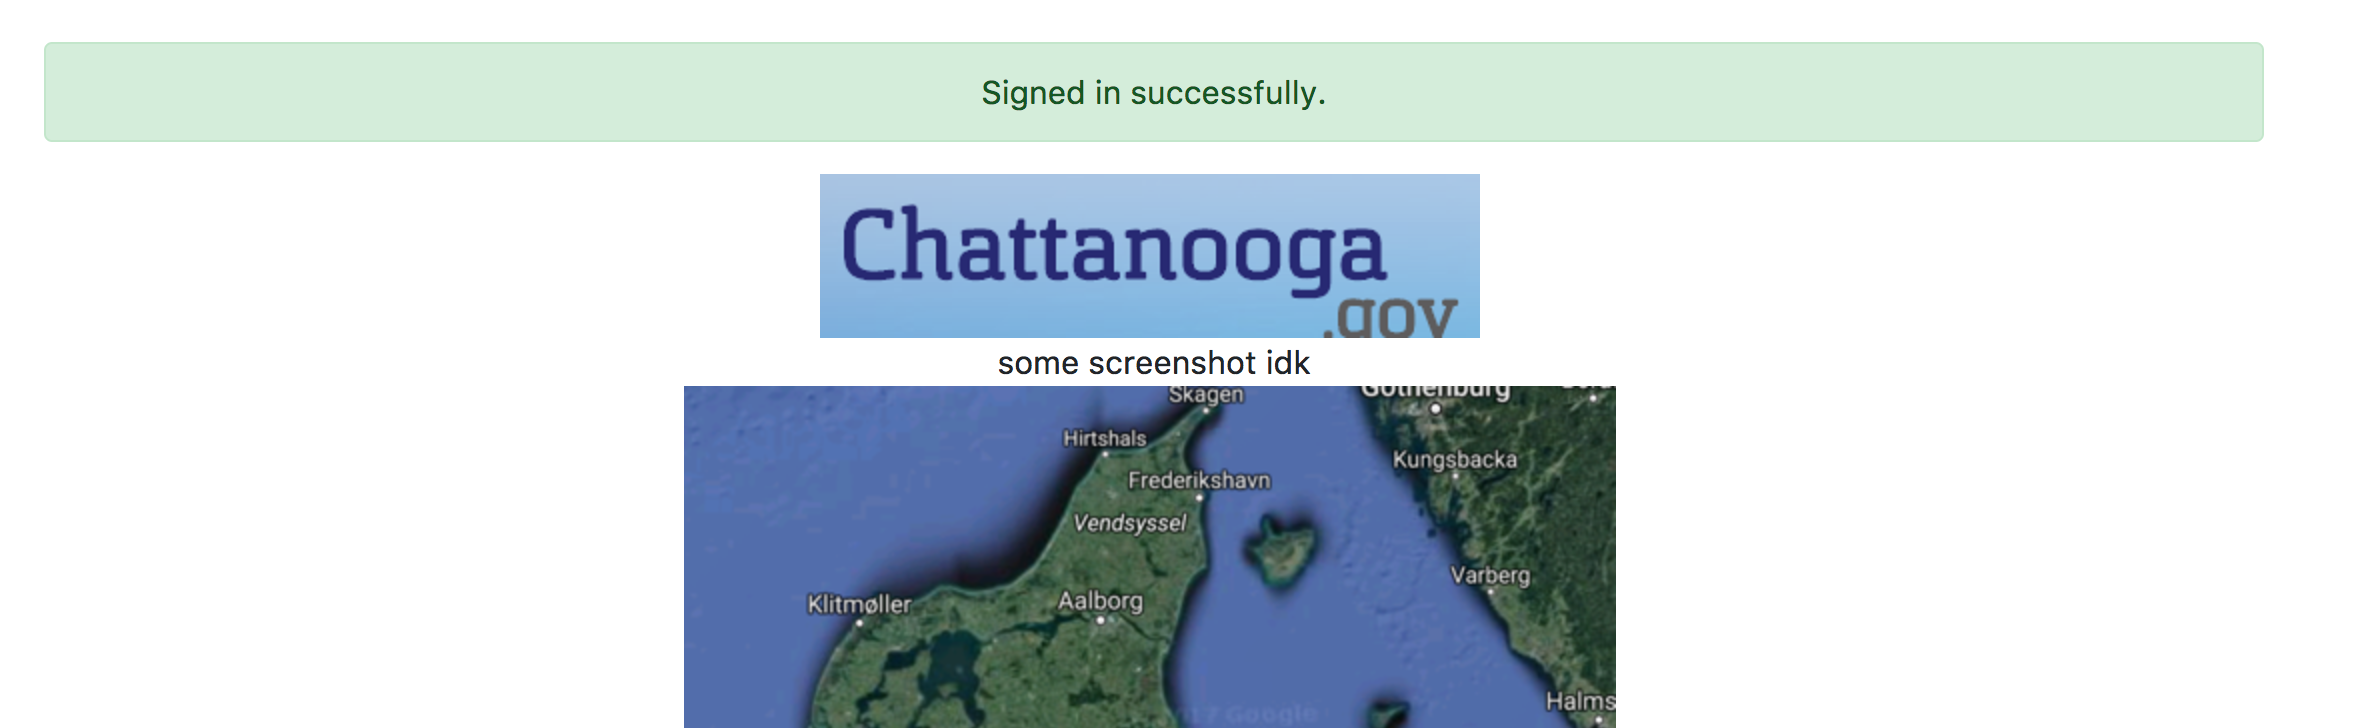 Signed in successfully.
Chattanooga
.gov
some screenshot idk
Skagen
Gothenburg
Hirtshals
Kungsbacka
Frederikshavn
Vendsyssel
Varberg
Klitmøller
Aalborg
Halms
17 Google